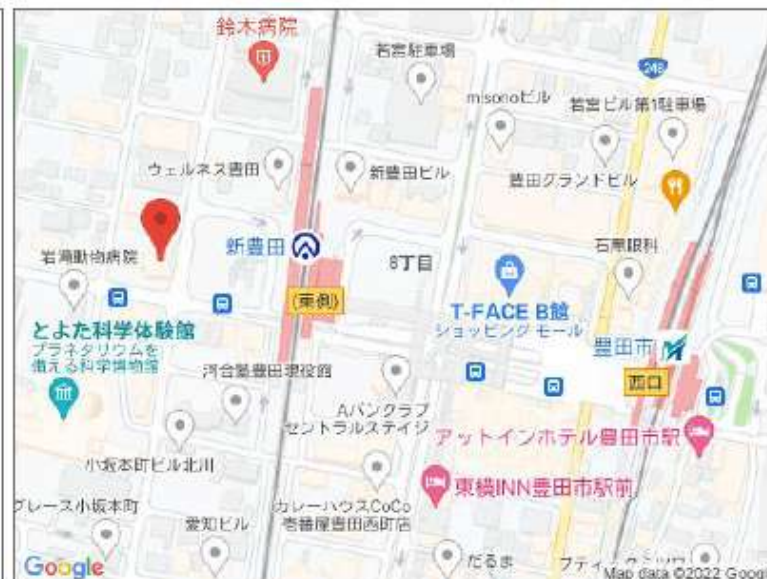 鈴木病院
若宮駐車場
248
misonoビル
若宮ビル第1駐車場
ウェルネス豊田
新豊田ビル
豊田グランドビル
岩滝動物病院
新豊田
8丁目
石黒眼科
(東側)
T-FACE B館
ショッピング モール
とよた科学体験館
プラネタリウムを
備える科学博物館
豊田市
西口
河合塾豊田現役館
Aパンクラブ
セントラルステイジ
アットインホテル豊田市駅
小坂本町ビル北川
東横INN豊田市駅前
グレース小坂本町
愛知ビル
カレーハウスCoCo
壱番屋豊田西町店
だるま
Google
Map data ©2022 Google